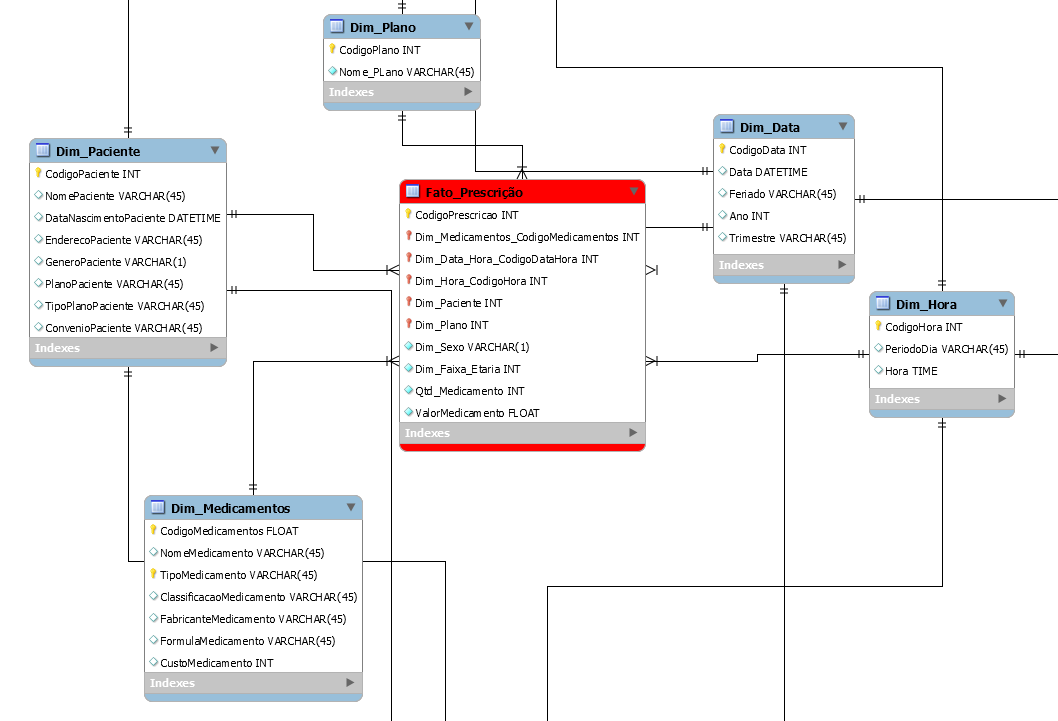 Dim_Plano
CodigoPlano INT
Nome_PLano VARCHAR(45)
Indexes
Dim_Paciente
CodigoPaciente INT
NomePaciente VARCHAR(45)
DataNascimentoPaciente DATETIME
EnderecoPaciente VARCHAR(45)
GeneroPaciente VARCHAR(1)
PlanoPaciente VARCHAR(45)
TipoPlanoPaciente VARCHAR(45)
ConvenioPaciente VARCHAR(45)
Indexes
Fato_Prescrição
CodigoPrescricao INT
Dim_Medicamentos_CodigoMedicamentos INT
Dim_Data_Hora_CodigoDataHora INT
Dim_Hora_CodigoHora INT
Dim_Paciente INT
Dim_Plano INT
Dim_Sexo VARCHAR(1)
Dim_Faixa_Etaria INT
Qtd_Medicamento INT
ValorMedicamento FLOAT
Indexes
Dim_Data
CodigoData INT
Data DATETIME
Feriado VARCHAR(45)
Ano INT
Trimestre VARCHAR(45)
Indexes
Dim_Hora
CodigoHora INT
PeriodoDia VARCHAR(45)
Hora TIME
Indexes
Dim_Medicamentos
CodigoMedicamentos FLOAT
NomeMedicamento VARCHAR(45)
TipoMedicamento VARCHAR(45)
ClassificacaoMedicamento VARCHAR(45)
FabricanteMedicamento VARCHAR(45)
FormulaMedicamento VARCHAR(45)
CustoMedicamento INT
Indexes